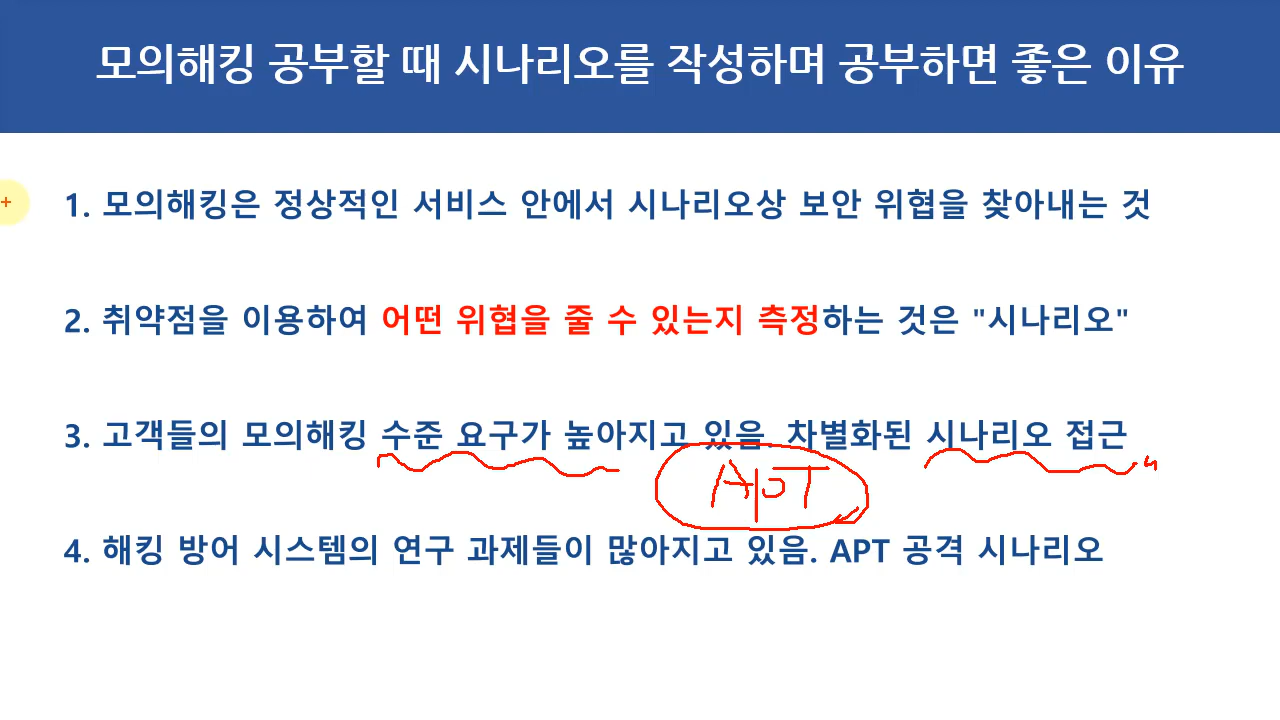 모의해킹 공부할 때 시나리오를 작성하며 공부하면 좋은 이유
1. 모의해킹은 정상적인 서비스 안에서 시나리오상 보안 위협을 찾아내는 것
2. 취약점을 이용하여 어떤 위협을 줄 수 있는지 측정하는 것은 "시나리오"
3. 고객들의 모의해킹 수준 요구가 높아지고 있음. 차별화된 시나리오 접근
APT
4. 해킹 방어 시스템의 연구 과제들이 많아지고 있음. APT 공격 시나리오